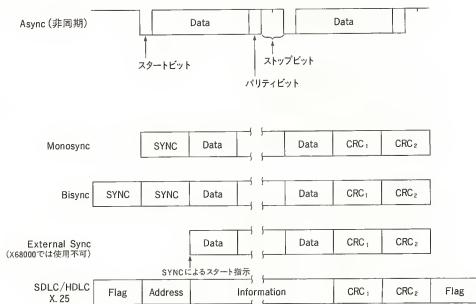 Async (非同期) Data Data
スタートビット
ストップビット
パリティビット
Monosync SYNC Data Data CRC₁ CRC₂
Bisync SYNC SYNC Data Data CRC₁ CRC₂
External Sync
(X68000では使用不可)
Data Data CRC₁ CRC₂
SYNCによるスタート指示
SDLC/HDLC
X.25
Flag Address Information CRC₁ CRC₂ Flag